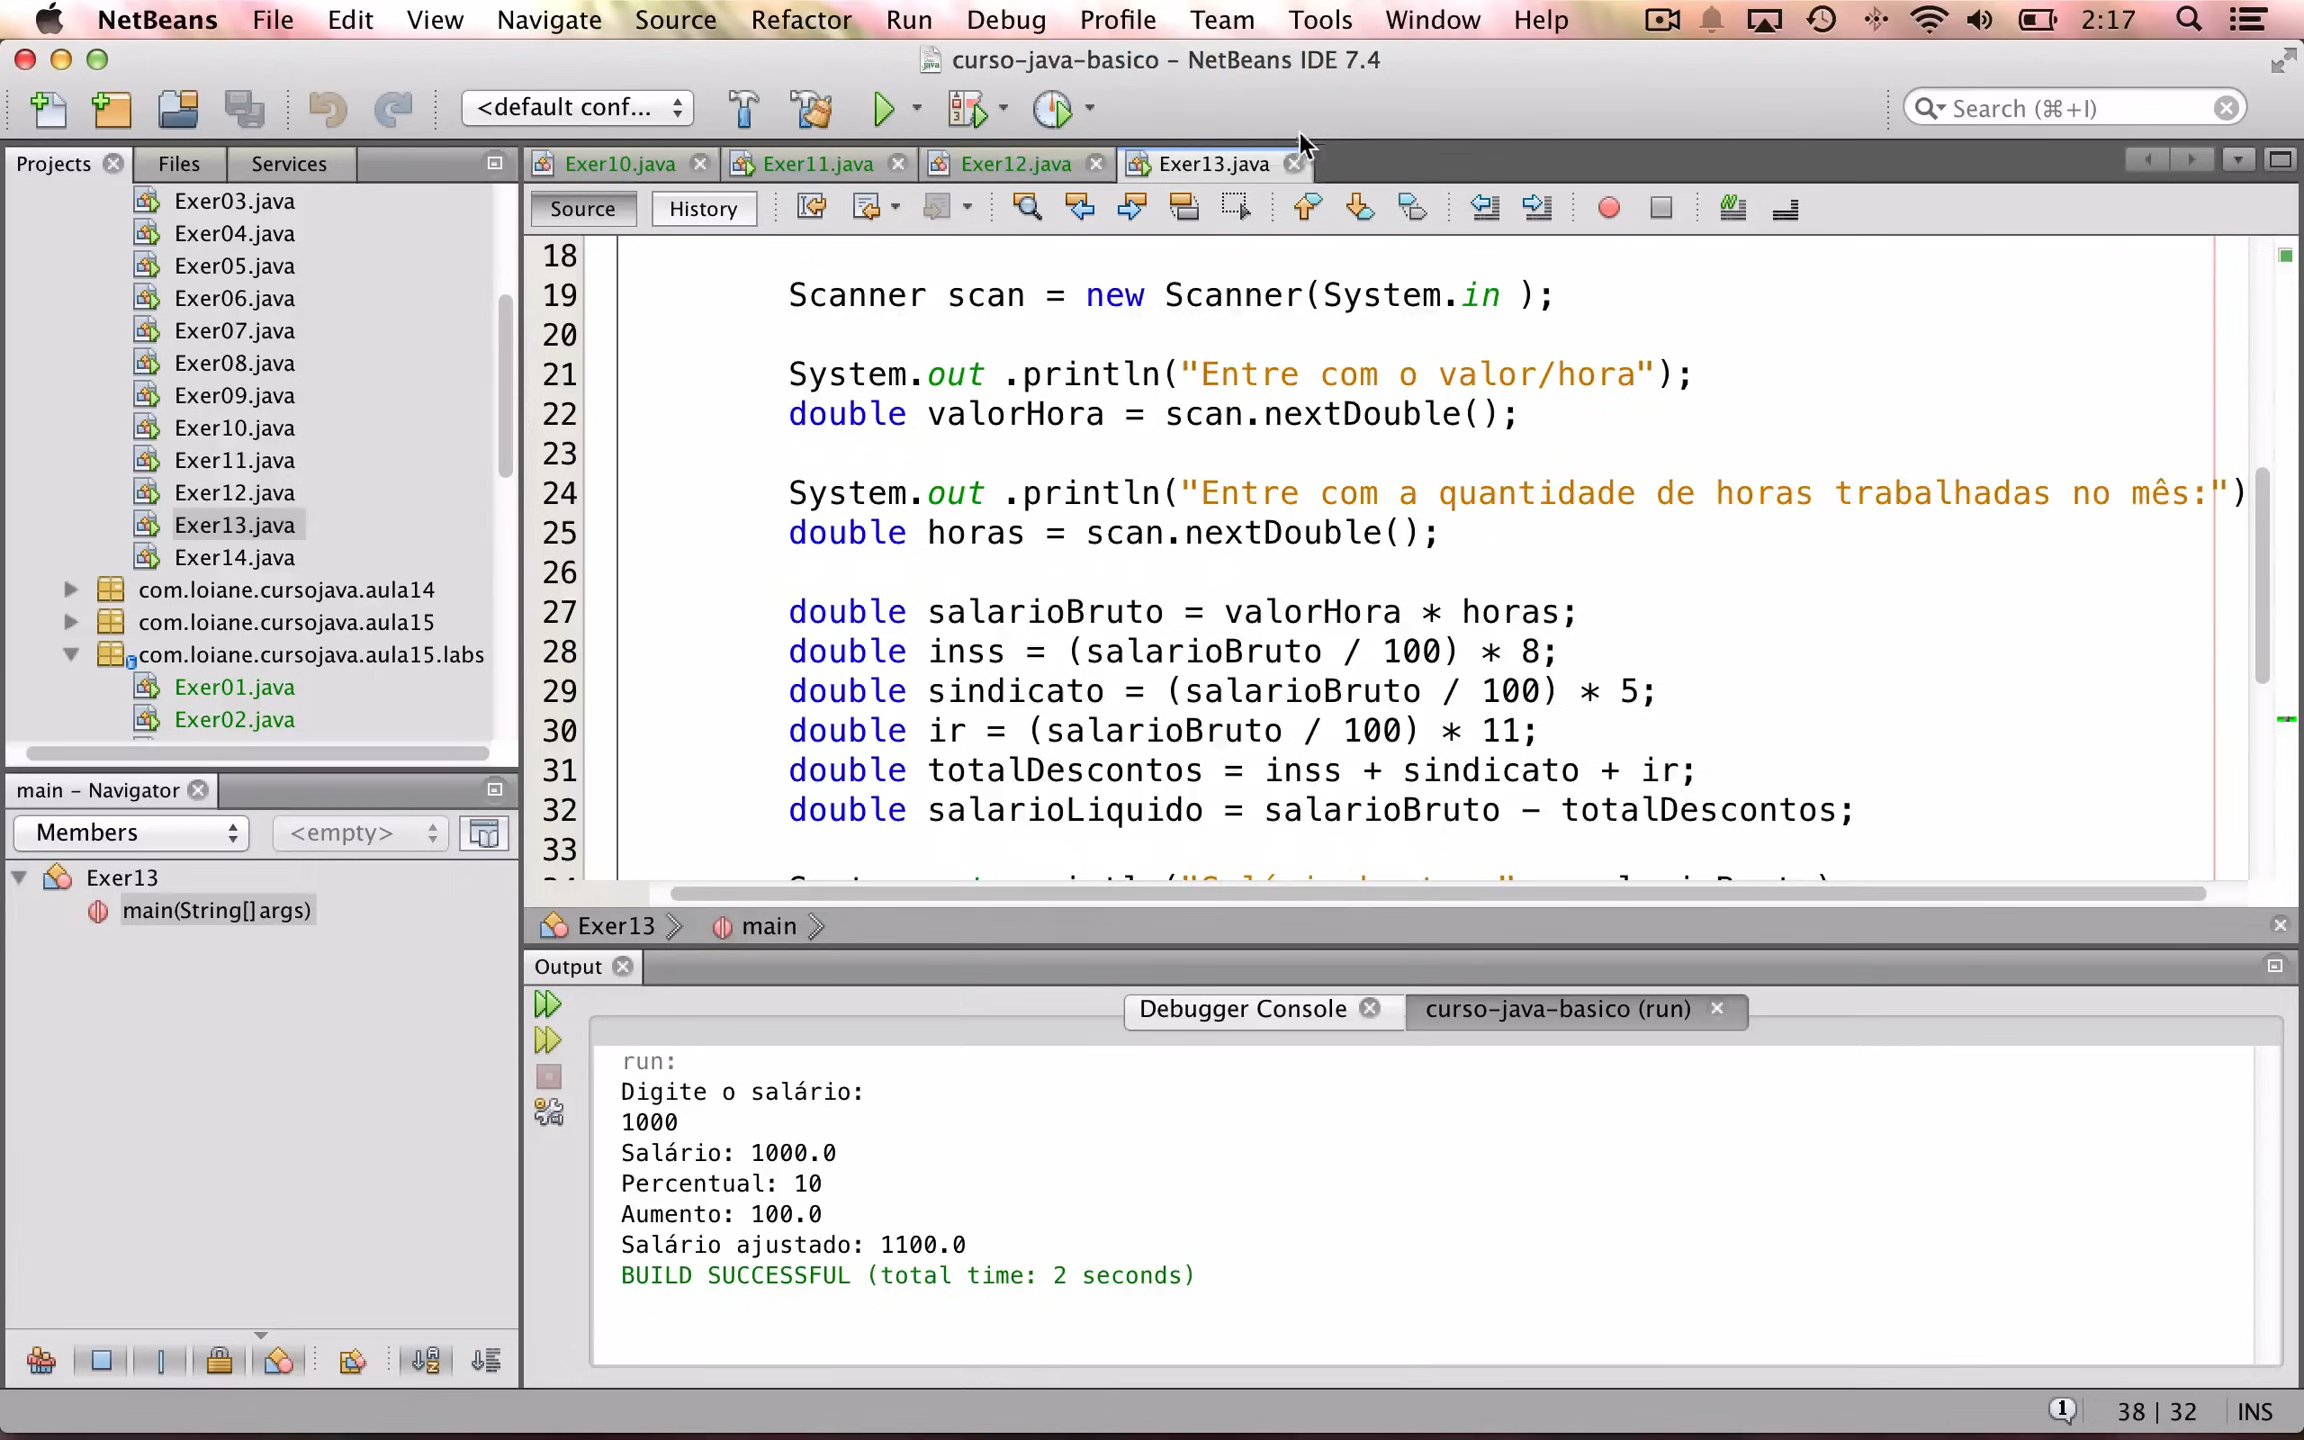 NetBeans File Edit View Navigate Source Refactor Run Debug Profile Team Tools Window Help 2:17
curso-java-basico – NetBeans IDE 7.4
<default conf... Search (⌘+I)
Projects Files Services
Exer10.java Exer11.java Exer12.java Exer13.java
Source History
Exer03.java
Exer04.java
Exer05.java
Exer06.java
Exer07.java
Exer08.java
Exer09.java
Exer10.java
Exer11.java
Exer12.java
Exer13.java
Exer14.java
com.loiane.cursojava.aula14
com.loiane.cursojava.aula15
com.loiane.cursojava.aula15.labs
Exer01.java
Exer02.java
18
19 Scanner scan = new Scanner(System.in );
20
21 System.out .println("Entre com o valor/hora");
22 double valorHora = scan.nextDouble();
23
24 System.out .println("Entre com a quantidade de horas trabalhadas no mês:")
25 double horas = scan.nextDouble();
26
27 double salarioBruto = valorHora * horas;
28 double inss = (salarioBruto / 100) * 8;
29 double sindicato = (salarioBruto / 100) * 5;
30 double ir = (salarioBruto / 100) * 11;
31 double totalDescontos = inss + sindicato + ir;
32 double salarioLiquido = salarioBruto - totalDescontos;
33
main – Navigator
Members <empty>
Exer13
main(String[] args)
Exer13 main
Output
Debugger Console curso-java-basico (run)
run:
Digite o salário:
1000
Salário: 1000.0
Percentual: 10
Aumento: 100.0
Salário ajustado: 1100.0
BUILD SUCCESSFUL (total time: 2 seconds)
1 38 | 32 INS